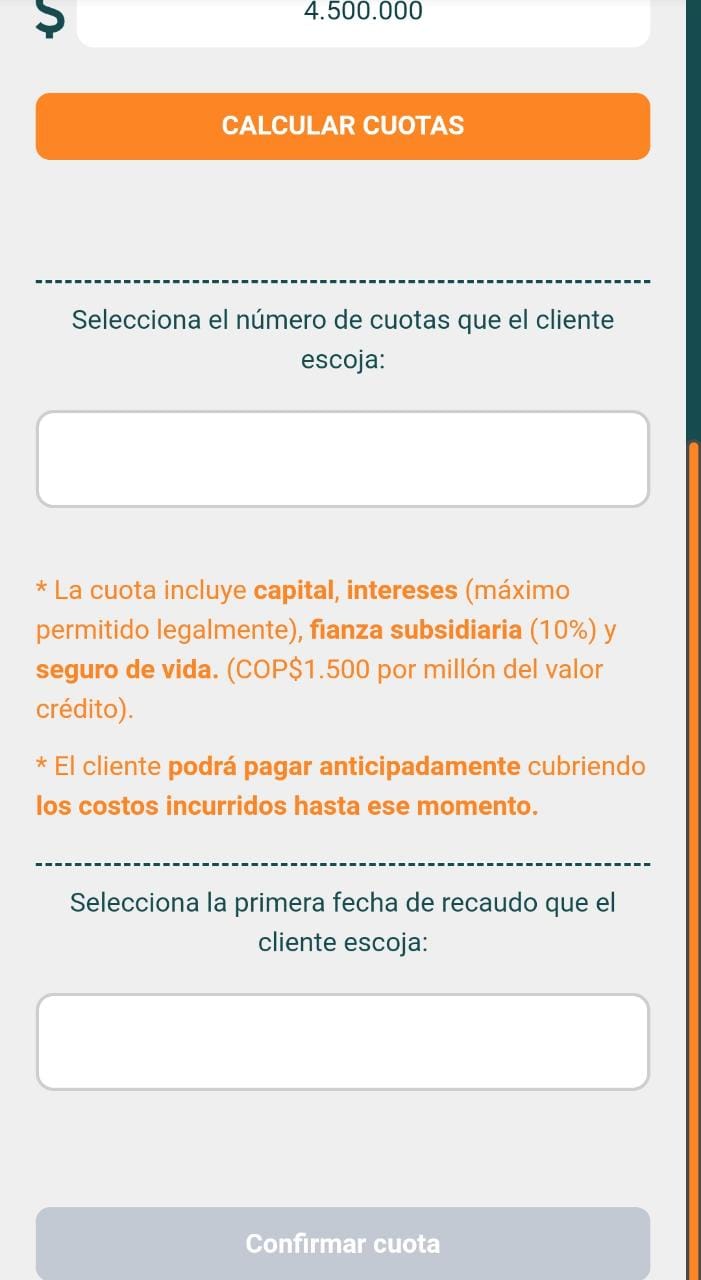 $ 4.500.000
CALCULAR CUOTAS
Selecciona el número de cuotas que el cliente
escoja:
* La cuota incluye capital, intereses (máximo
permitido legalmente), fianza subsidiaria (10%) y
seguro de vida. (COP$1.500 por millón del valor
crédito).
* El cliente podrá pagar anticipadamente cubriendo
los costos incurridos hasta ese momento.
Selecciona la primera fecha de recaudo que el
cliente escoja:
Confirmar cuota